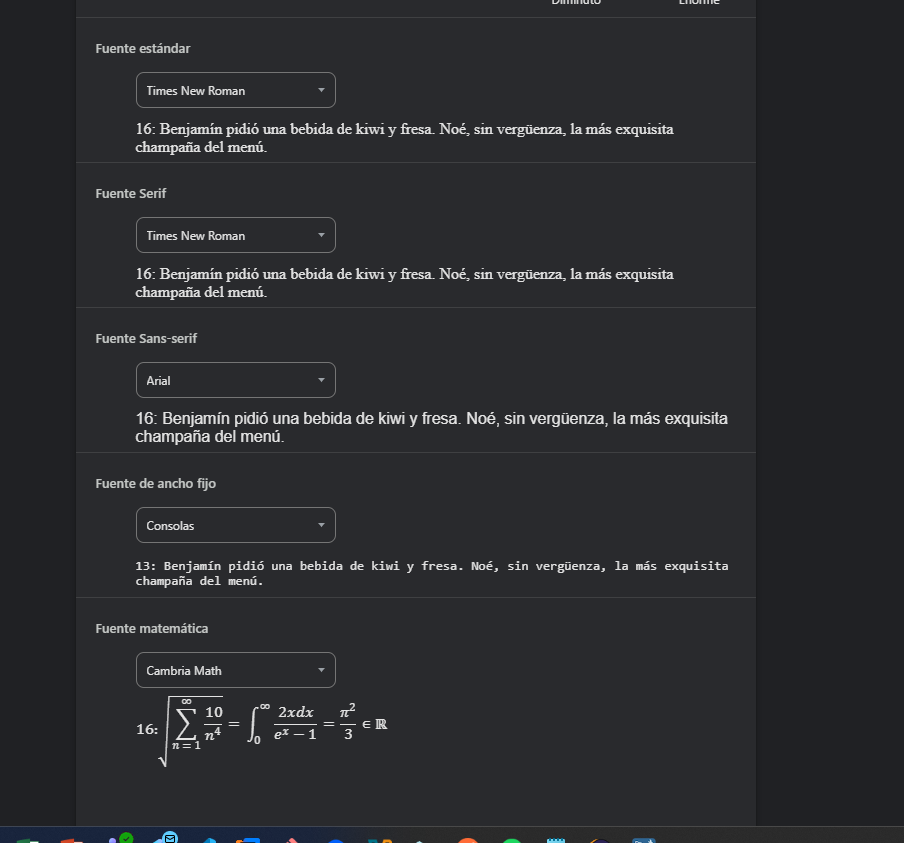 Diminuto Enorme
Fuente estándar
Times New Roman
16: Benjamín pidió una bebida de kiwi y fresa. Noé, sin vergüenza, la más exquisita
champaña del menú.
Fuente Serif
Times New Roman
16: Benjamín pidió una bebida de kiwi y fresa. Noé, sin vergüenza, la más exquisita
champaña del menú.
Fuente Sans-serif
Arial
16: Benjamín pidió una bebida de kiwi y fresa. Noé, sin vergüenza, la más exquisita
champaña del menú.
Fuente de ancho fijo
Consolas
13: Benjamín pidió una bebida de kiwi y fresa. Noé, sin vergüenza, la más exquisita
champaña del menú.
Fuente matemática
Cambria Math
16: √(∑_{n=1}^{∞} 10/n⁴) = ∫₀^∞ 2xdx/(eˣ − 1) = π²/3 ∈ ℝ